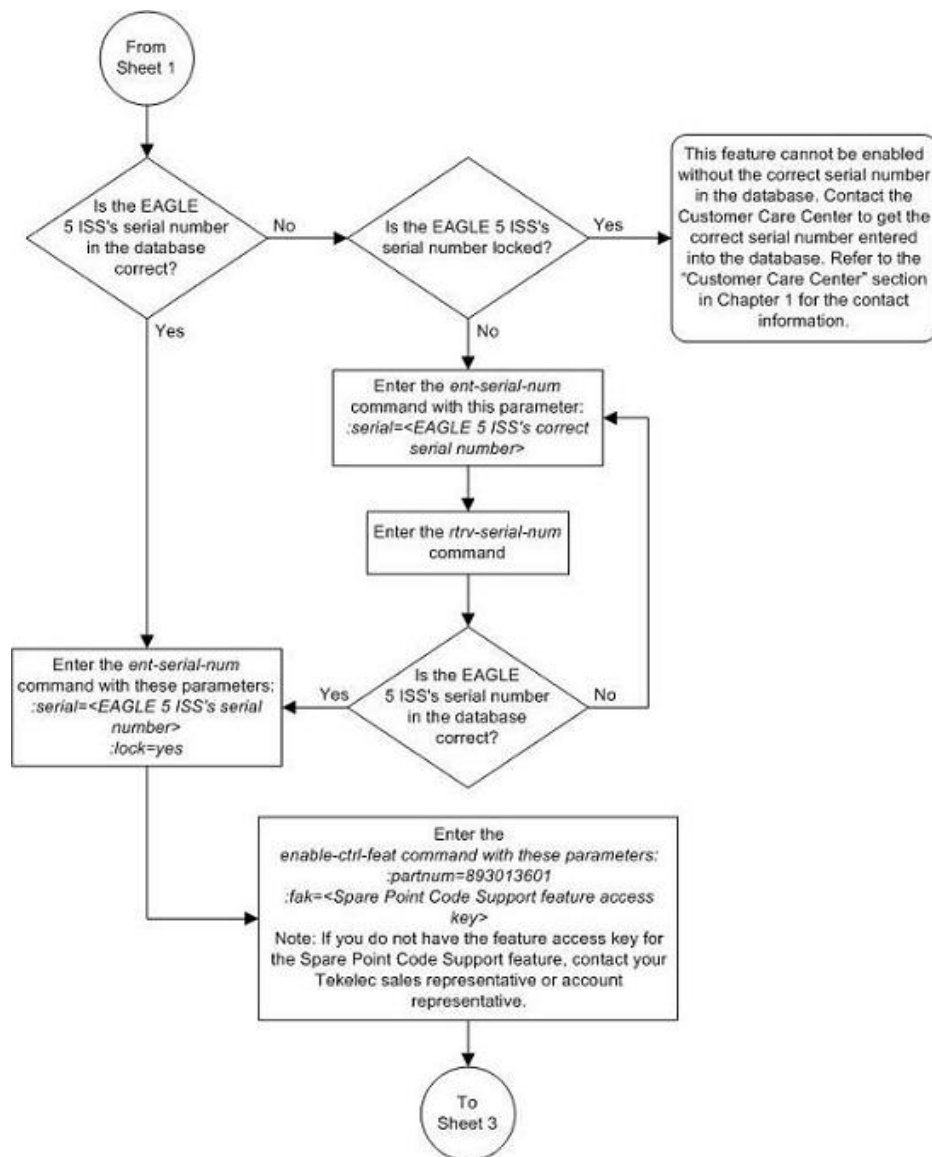 From
Sheet 1
Is the EAGLE
5 ISS's serial number
in the database
correct?
No
Is the EAGLE 5 ISS's
serial number locked?
Yes
This feature cannot be enabled
without the correct serial number
in the database. Contact the
Customer Care Center to get the
correct serial number entered
into the database. Refer to the
"Customer Care Center" section
in Chapter 1 for the contact
information.
Yes
No
Enter the ent-serial-num
command with this parameter:
:serial=<EAGLE 5 ISS's correct
serial number>
Enter the rtrv-serial-num
command
Is the EAGLE
5 ISS's serial number
in the database
correct?
No
Yes
Enter the ent-serial-num
command with these parameters:
:serial=<EAGLE 5 ISS's serial
number>
:lock=yes
Enter the
enable-ctrl-feat command with these parameters:
:partnum=893013601
:fak=<Spare Point Code Support feature access
key>
Note: If you do not have the feature access key for
the Spare Point Code Support feature, contact your
Tekelec sales representative or account
representative.
To
Sheet 3